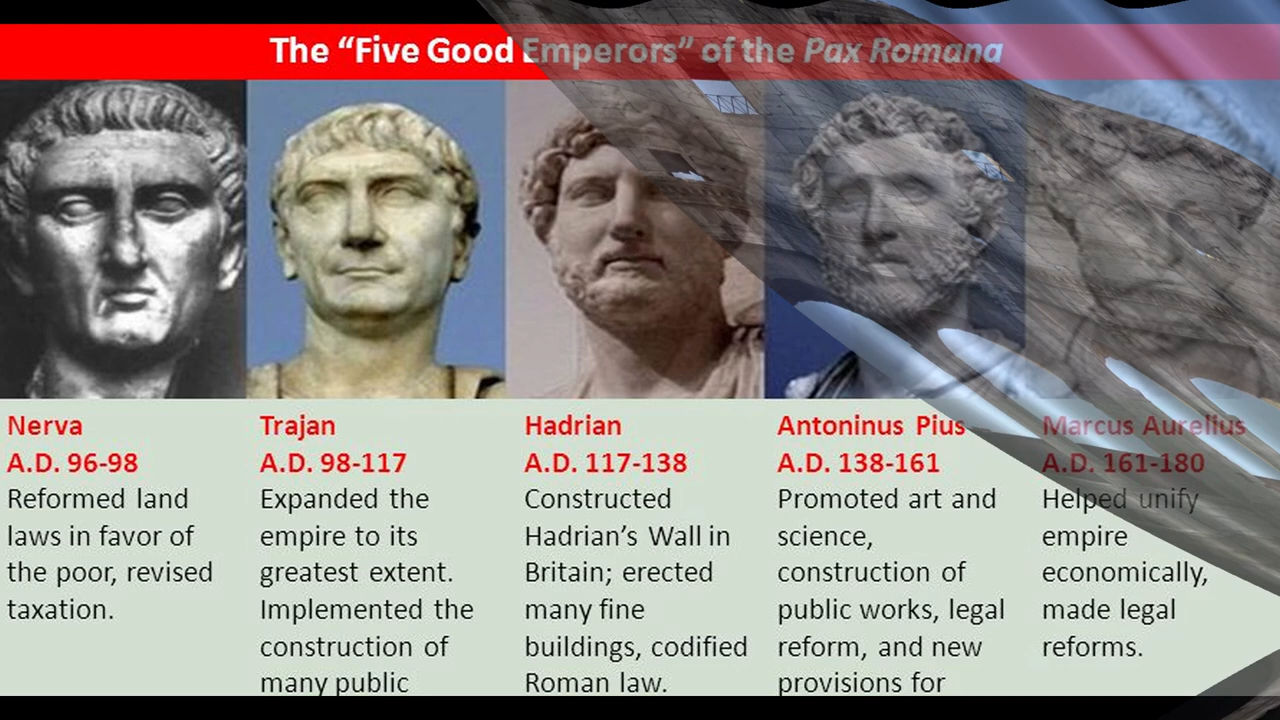 The “Five Good Emperors” of the Pax Romana
Nerva
A.D. 96-98
Reformed land
laws in favor of
the poor, revised
taxation.
Trajan
A.D. 98-117
Expanded the
empire to its
greatest extent.
Implemented the
construction of
many public
Hadrian
A.D. 117-138
Constructed
Hadrian’s Wall in
Britain; erected
many fine
buildings, codified
Roman law.
Antoninus Pius
A.D. 138-161
Promoted art and
science,
construction of
public works, legal
reform, and new
provisions for
Marcus Aurelius
A.D. 161-180
Helped unify
empire
economically,
made legal
reforms.